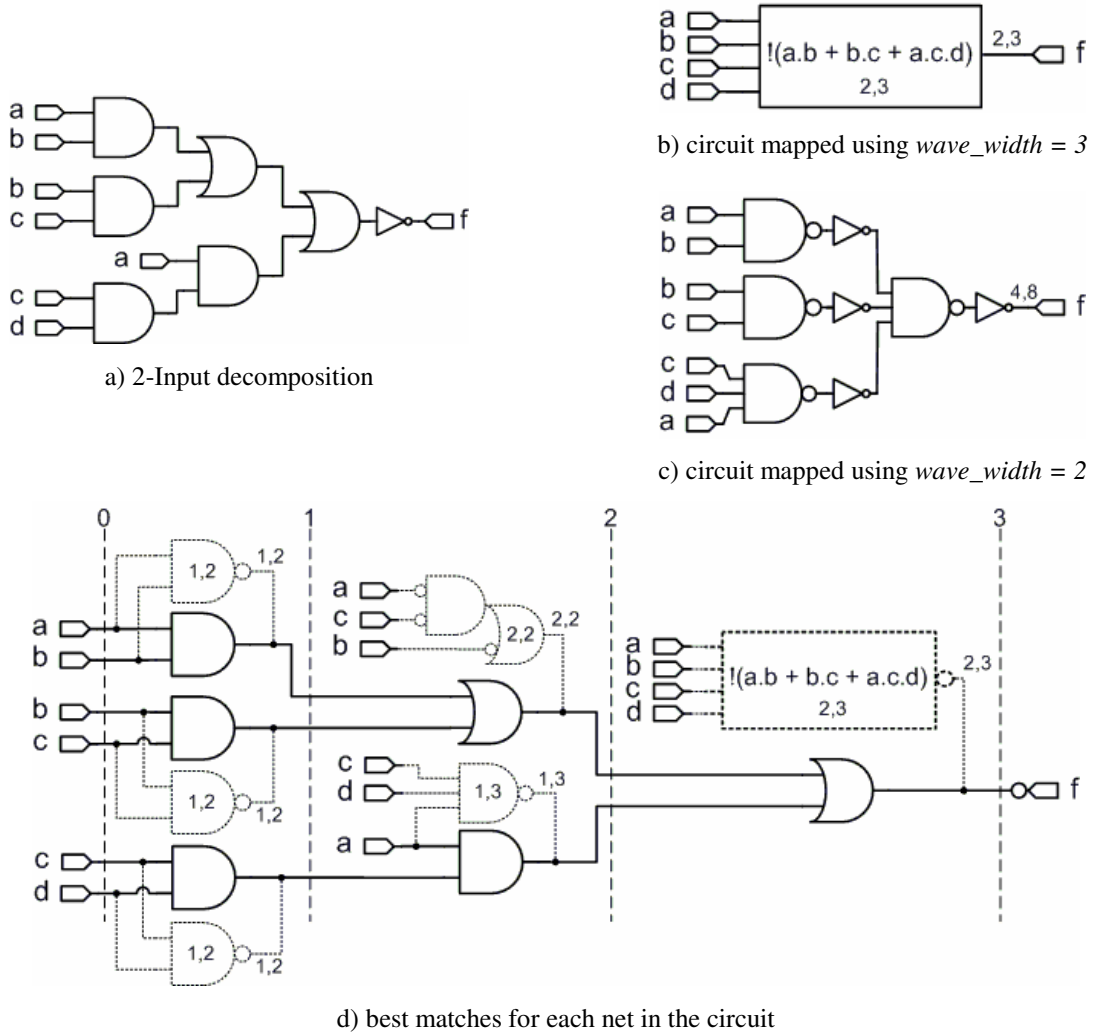 a
b
b
c
a
c
d
f
a) 2-Input decomposition
a
b
c
d
!(a.b + b.c + a.c.d)
2,3
2,3
f
b) circuit mapped using wave_width = 3
a
b
b
c
c
d
a
4,8
f
c) circuit mapped using wave_width = 2
0
1
2
3
1,2
1,2
a
b
b
c
1,2
1,2
c
d
1,2
1,2
a
c
b
2,2
2,2
c
d
a
1,3
1,3
a
b
c
d
!(a.b + b.c + a.c.d)
2,3
2,3
f
d) best matches for each net in the circuit